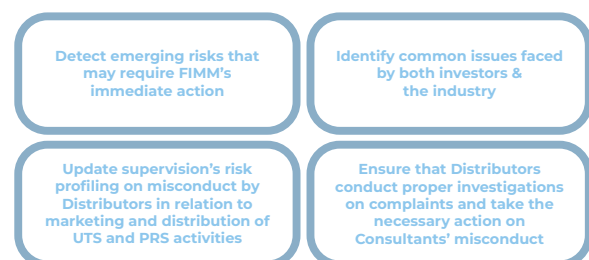 Detect emerging risks that
may require FIMM's
immediate action
Identify common issues faced
by both investors &
the industry
Update supervision's risk
profiling on misconduct by
Distributors in relation to
marketing and distribution of
UTS and PRS activities
Ensure that Distributors
conduct proper investigations
on complaints and take the
necessary action on
Consultants' misconduct